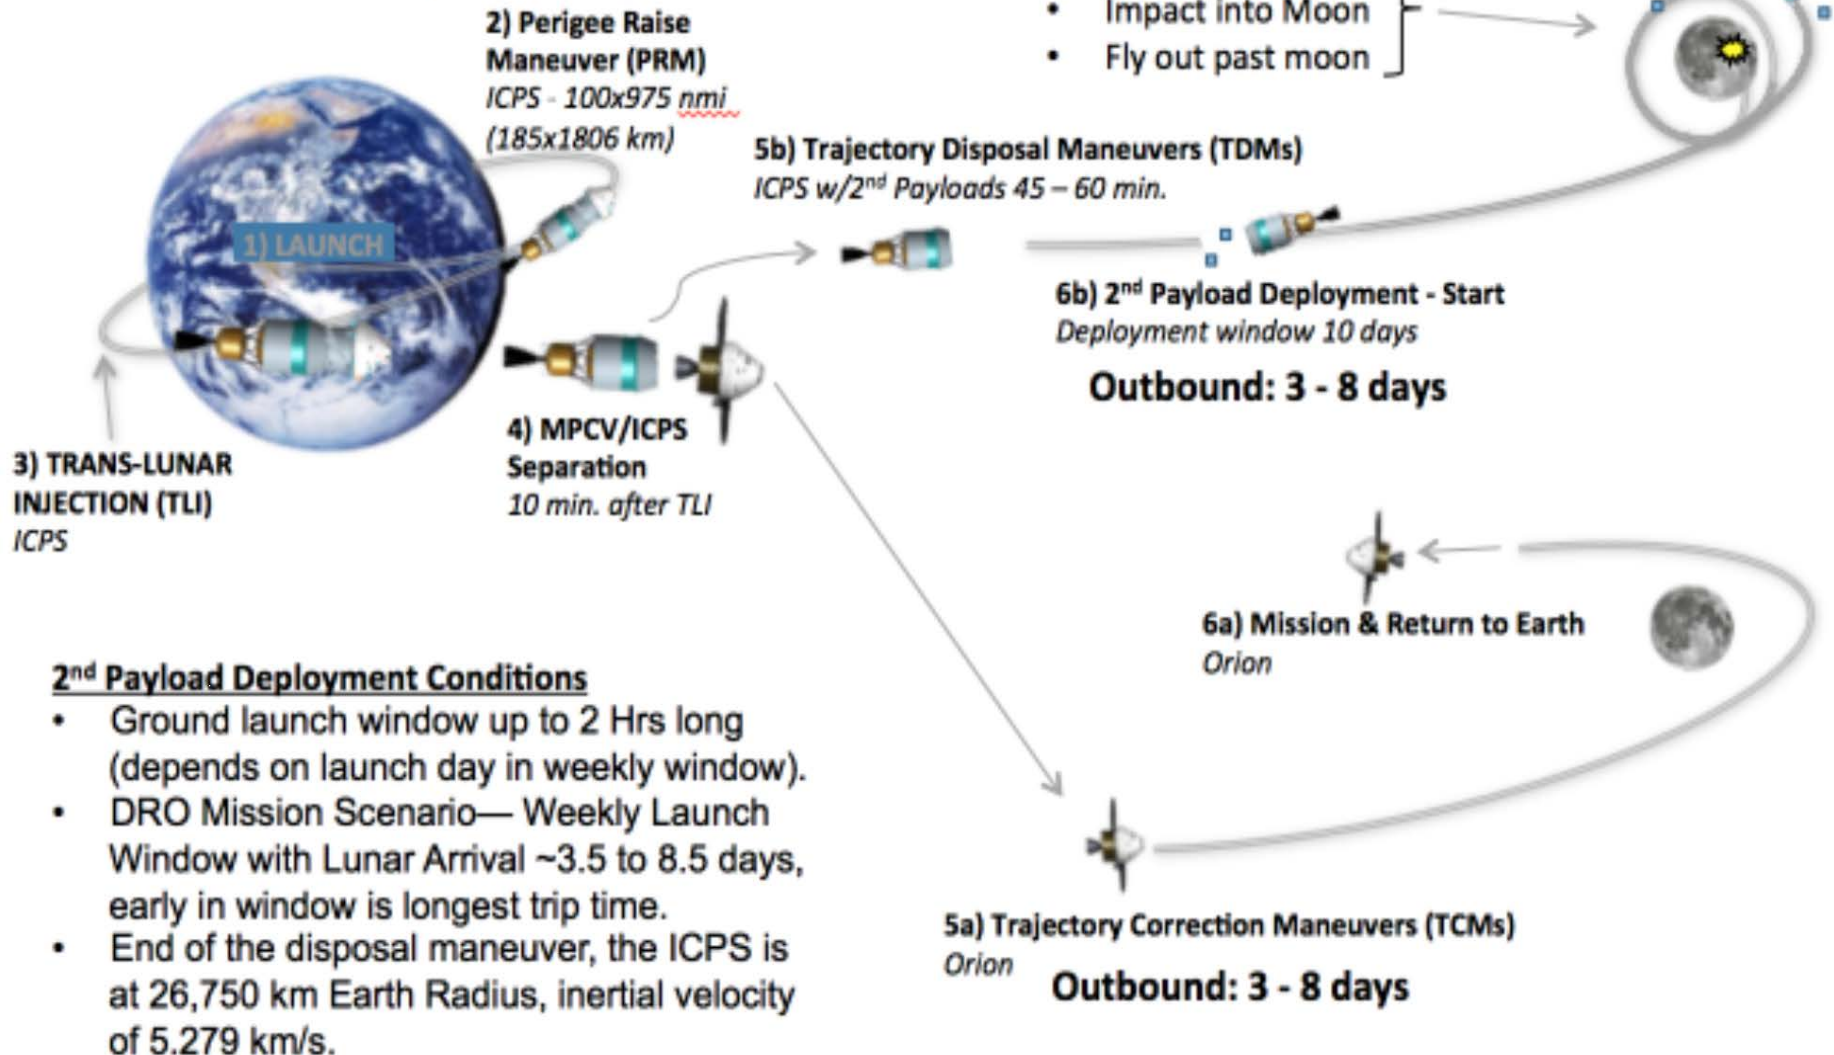 2) Perigee Raise
Maneuver (PRM)
ICPS - 100x975 nmi
(185x1806 km)
• Impact into Moon
• Fly out past moon
5b) Trajectory Disposal Maneuvers (TDMs)
ICPS w/2nd Payloads 45 – 60 min.
1) LAUNCH
6b) 2nd Payload Deployment - Start
Deployment window 10 days
Outbound: 3 - 8 days
3) TRANS-LUNAR
INJECTION (TLI)
ICPS
4) MPCV/ICPS
Separation
10 min. after TLI
6a) Mission & Return to Earth
Orion
2nd Payload Deployment Conditions
• Ground launch window up to 2 Hrs long
(depends on launch day in weekly window).
• DRO Mission Scenario— Weekly Launch
Window with Lunar Arrival ~3.5 to 8.5 days,
early in window is longest trip time.
• End of the disposal maneuver, the ICPS is
at 26,750 km Earth Radius, inertial velocity
of 5.279 km/s.
5a) Trajectory Correction Maneuvers (TCMs)
Orion
Outbound: 3 - 8 days